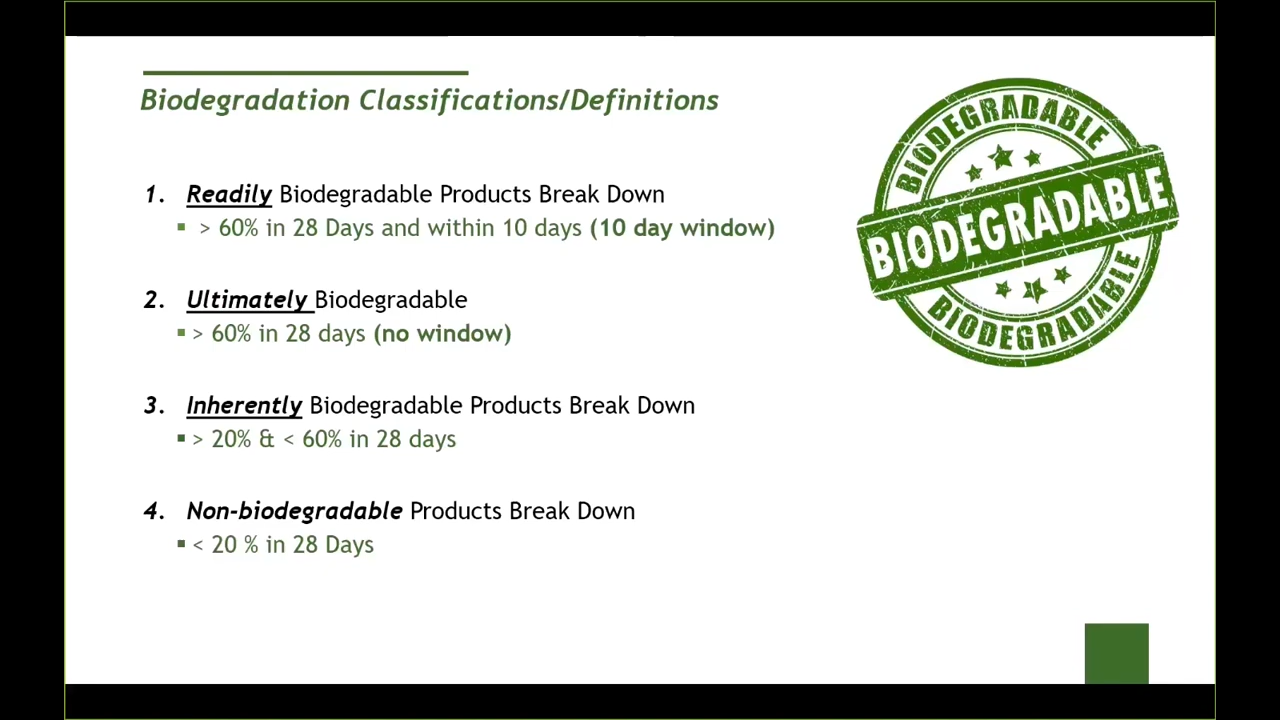 Biodegradation Classifications/Definitions
1. Readily Biodegradable Products Break Down
▪ > 60% in 28 Days and within 10 days (10 day window)
2. Ultimately Biodegradable
▪ > 60% in 28 days (no window)
3. Inherently Biodegradable Products Break Down
▪ > 20% & < 60% in 28 days
4. Non-biodegradable Products Break Down
▪ < 20 % in 28 Days
BIODEGRADABLE
BIODEGRADABLE
BIODEGRADABLE